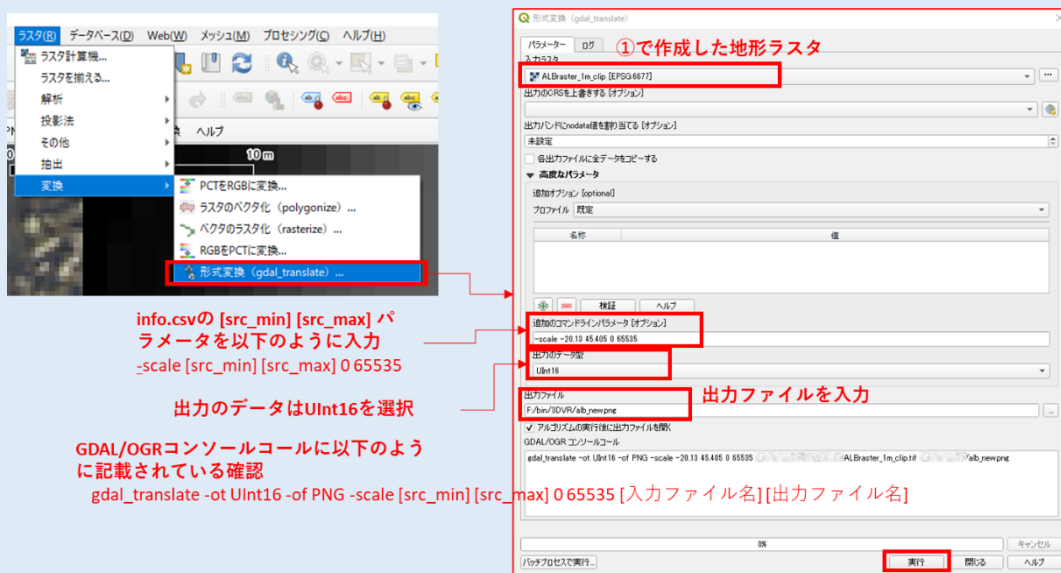 ラスタ(R) データベース(D) Web(W) メッシュ(M) プロセシング(C) ヘルプ(H)
ラスタ計算機...
ラスタを揃える...
解析
投影法
その他
抽出
変換
ヘルプ
10 m
PCTをRGBに変換...
ラスタのベクタ化（polygonize）...
ベクタのラスタ化（rasterize）...
RGBをPCTに変換...
形式変換（gdal_translate）...
info.csvの [src_min] [src_max] パ
ラメータを以下のように入力
-scale [src_min] [src_max] 0 65535
出力のデータはUInt16を選択
GDAL/OGRコンソールコールに以下のよう
に記載されている確認
gdal_translate -ot UInt16 -of PNG -scale [src_min] [src_max] 0 65535 [入力ファイル名] [出力ファイル名]
形式変換（gdal_translate）
パラメーター ログ
①で作成した地形ラスタ
入力ラスタ
ALBraster_1m_clip [EPSG:6677]
出力のCRSを上書きする [オプション]
出力バンドにnodata値を割り当てる [オプション]
未設定
各出力ファイルに全データをコピーする
高度なパラメータ
追加オプション [optional]
プロファイル 既定
名称 値
検証 ヘルプ
追加のコマンドラインパラメータ [オプション]
-scale -20.13 45.405 0 65535
出力のデータ型
UInt16
出力ファイル
出力ファイルを入力
F:/bin/3DVR/alb_new.png
アルゴリズムの実行後に出力ファイルを開く
GDAL/OGR コンソールコール
gdal_translate -ot UInt16 -of PNG -scale -20.13 45.405 0 65535 ALBraster_1m_clip.tif /alb_new.png
0%
キャンセル
バッチプロセスで実行... 実行 閉じる ヘルプ